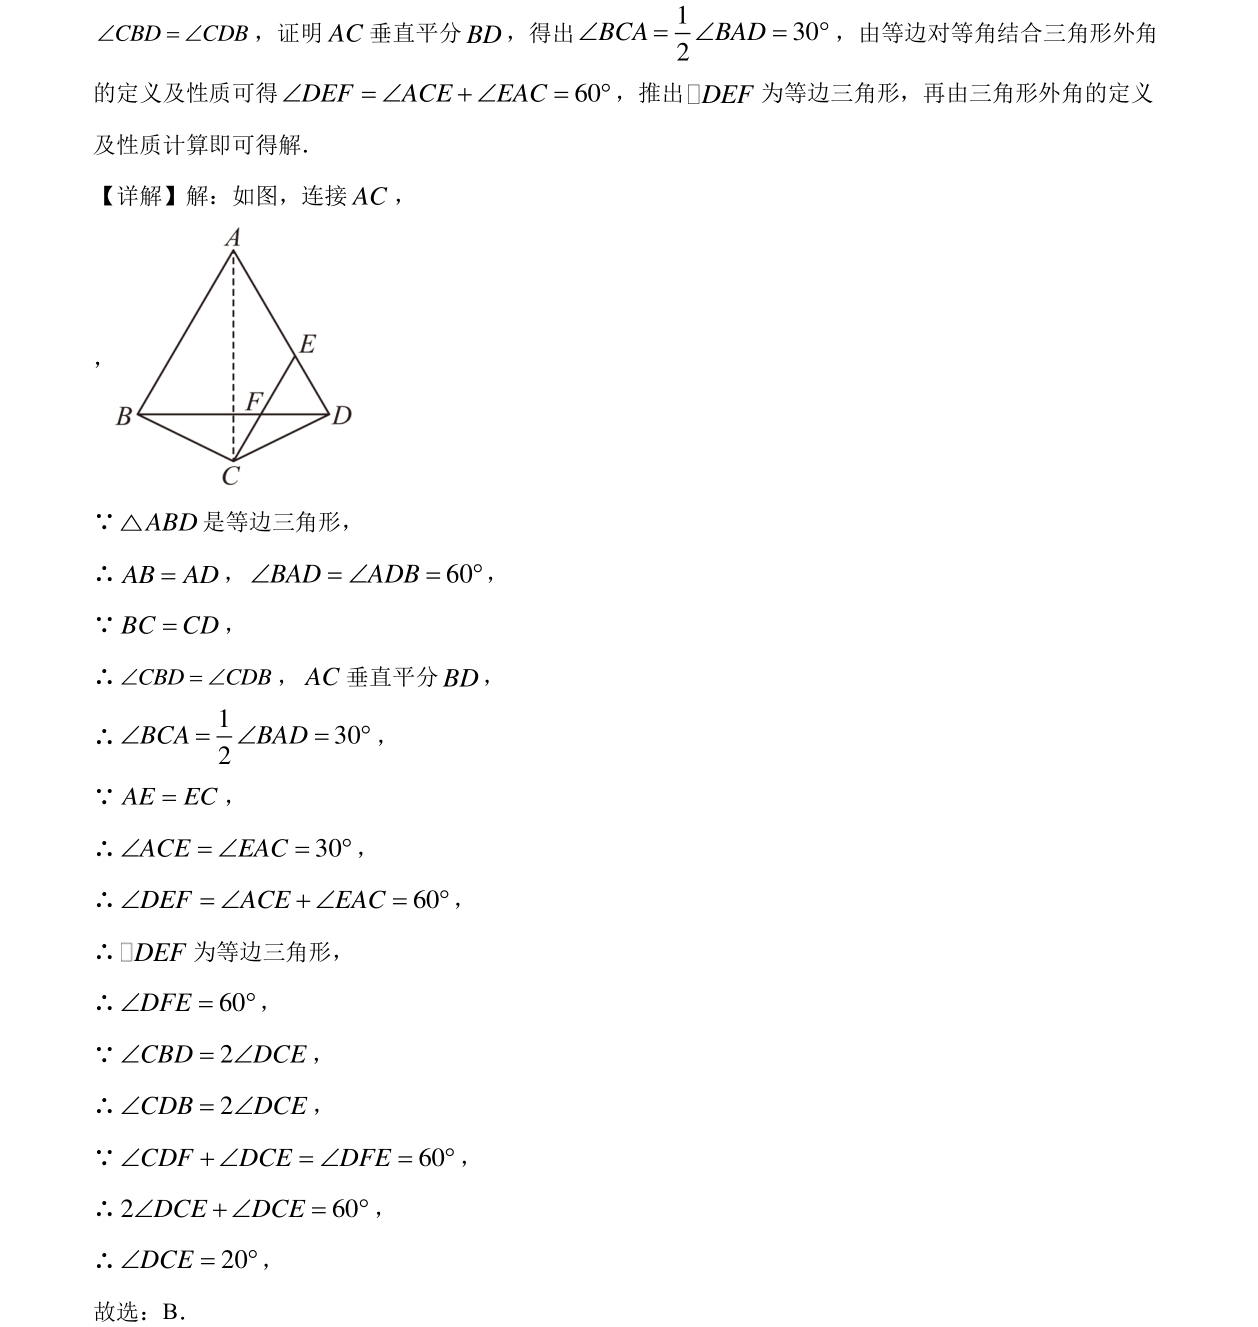 ∠CBD = ∠CDB，证明 AC 垂直平分 BD，得出 ∠BCA = 1/2 ∠BAD = 30°，由等边对等角结合三角形外角
的定义及性质可得 ∠DEF = ∠ACE + ∠EAC = 60°，推出 □DEF 为等边三角形，再由三角形外角的定义
及性质计算即可得解．
【详解】解：如图，连接 AC，
A
E
，
F
B
D
C
∵ △ABD 是等边三角形，
∴ AB = AD，∠BAD = ∠ADB = 60°，
∵ BC = CD，
∴ ∠CBD = ∠CDB，AC 垂直平分 BD，
∴ ∠BCA = 1/2 ∠BAD = 30°，
∵ AE = EC，
∴ ∠ACE = ∠EAC = 30°，
∴ ∠DEF = ∠ACE + ∠EAC = 60°，
∴ □DEF 为等边三角形，
∴ ∠DFE = 60°，
∵ ∠CBD = 2∠DCE，
∴ ∠CDB = 2∠DCE，
∵ ∠CDF + ∠DCE = ∠DFE = 60°，
∴ 2∠DCE + ∠DCE = 60°，
∴ ∠DCE = 20°，
故选：B．